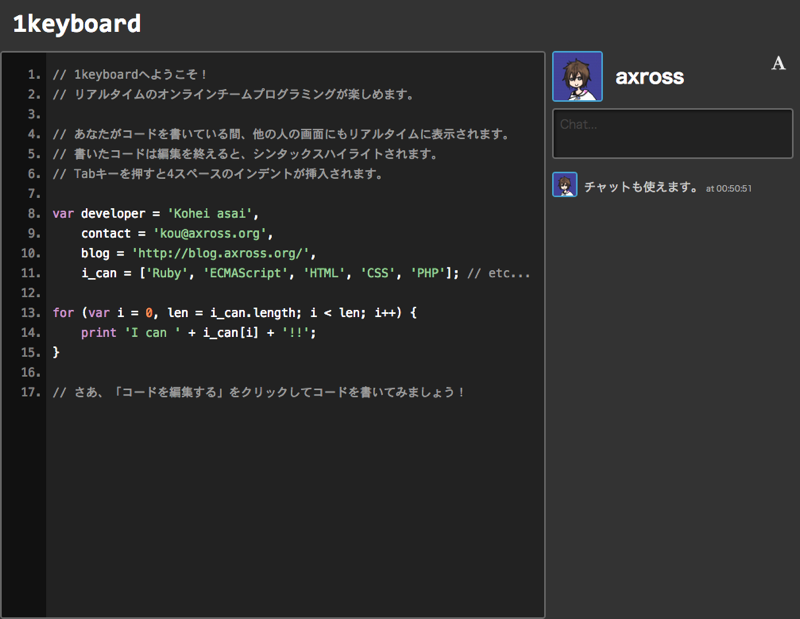 1keyboard
1. // 1keyboardへようこそ！
2. // リアルタイムのオンラインチームプログラミングが楽しめます。
3.
4. // あなたがコードを書いている間、他の人の画面にもリアルタイムに表示されます。
5. // 書いたコードは編集を終えると、シンタックスハイライトされます。
6. // Tabキーを押すと4スペースのインデントが挿入されます。
7.
8. var developer = 'Kohei asai',
9.     contact = 'kou@axross.org',
10.     blog = 'http://blog.axross.org/',
11.     i_can = ['Ruby', 'ECMAScript', 'HTML', 'CSS', 'PHP']; // etc...
12.
13. for (var i = 0, len = i_can.length; i < len; i++) {
14.     print 'I can ' + i_can[i] + '!!';
15. }
16.
17. // さあ、「コードを編集する」をクリックしてコードを書いてみましょう！
axross
A
Chat...
チャットも使えます。 at 00:50:51